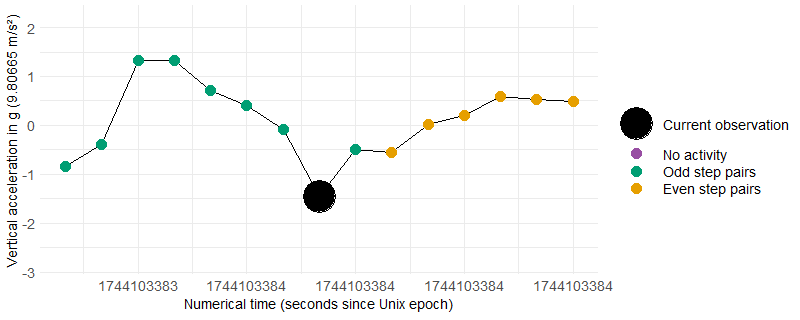 Vertical acceleration in g (9.80665 m/s²)
2
1
0
-1
-2
-3
1744103383
1744103384
1744103384
1744103384
1744103384
Numerical time (seconds since Unix epoch)
Current observation
No activity
Odd step pairs
Even step pairs